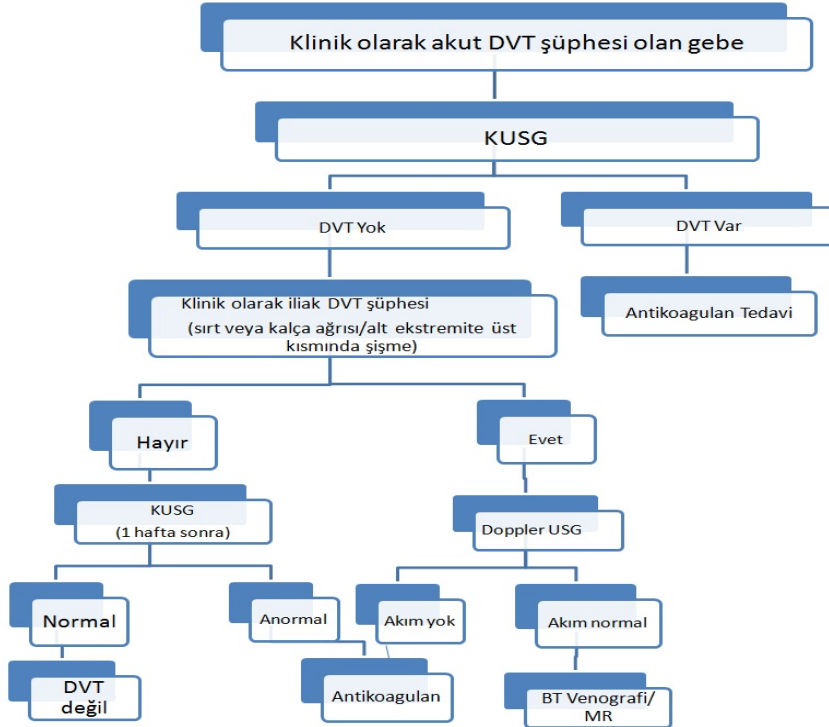 Klinik olarak akut DVT şüphesi olan gebe
KUSG
DVT Yok
DVT Var
Klinik olarak iliak DVT şüphesi
(sırt veya kalça ağrısı/alt ekstremite üst
kısmında şişme)
Antikoagulan Tedavi
Hayır
Evet
KUSG
(1 hafta sonra)
Doppler USG
Normal
Anormal
Akım yok
Akım normal
DVT
değil
Antikoagulan
BT Venografi/
MR